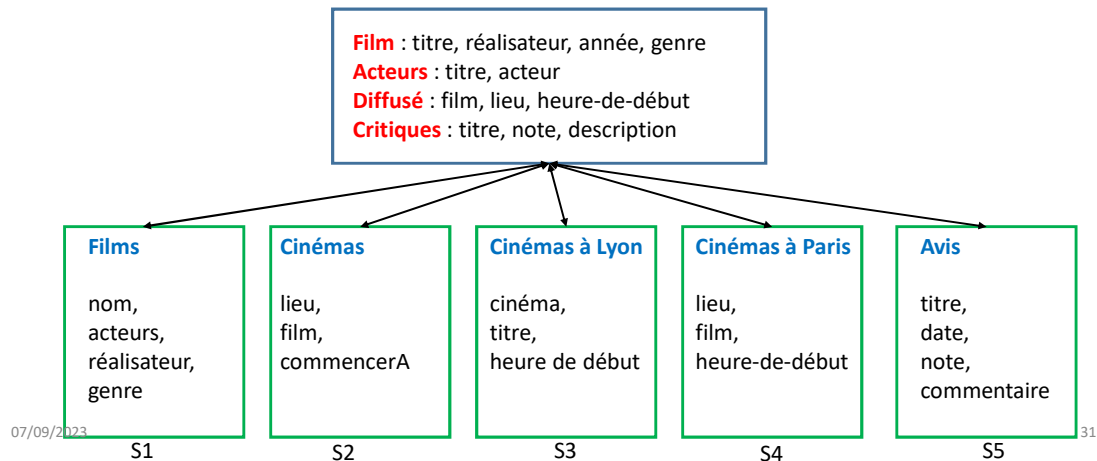 Film : titre, réalisateur, année, genre
Acteurs : titre, acteur
Diffusé : film, lieu, heure-de-début
Critiques : titre, note, description
Films
nom,
acteurs,
réalisateur,
genre
Cinémas
lieu,
film,
commencerA
Cinémas à Lyon
cinéma,
titre,
heure de début
Cinémas à Paris
lieu,
film,
heure-de-début
Avis
titre,
date,
note,
commentaire
07/09/2023
S1
S2
S3
S4
S5
31